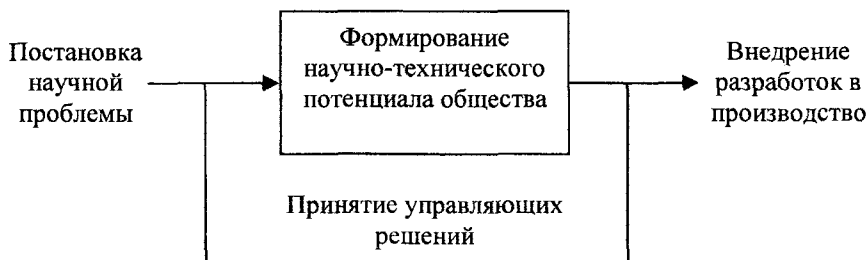 Постановка
научной
проблемы
Формирование
научно-технического
потенциала общества
Внедрение
разработок в
производство
Принятие управляющих
решений